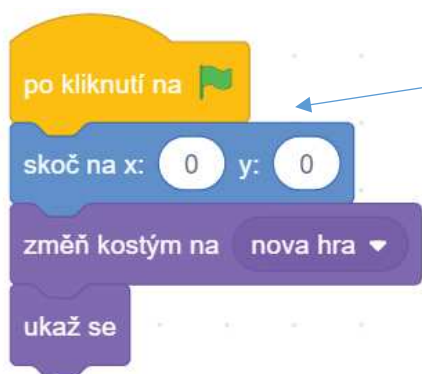 po kliknutí na
skoč na x: 0 y: 0
změň kostým na nova hra
ukaž se